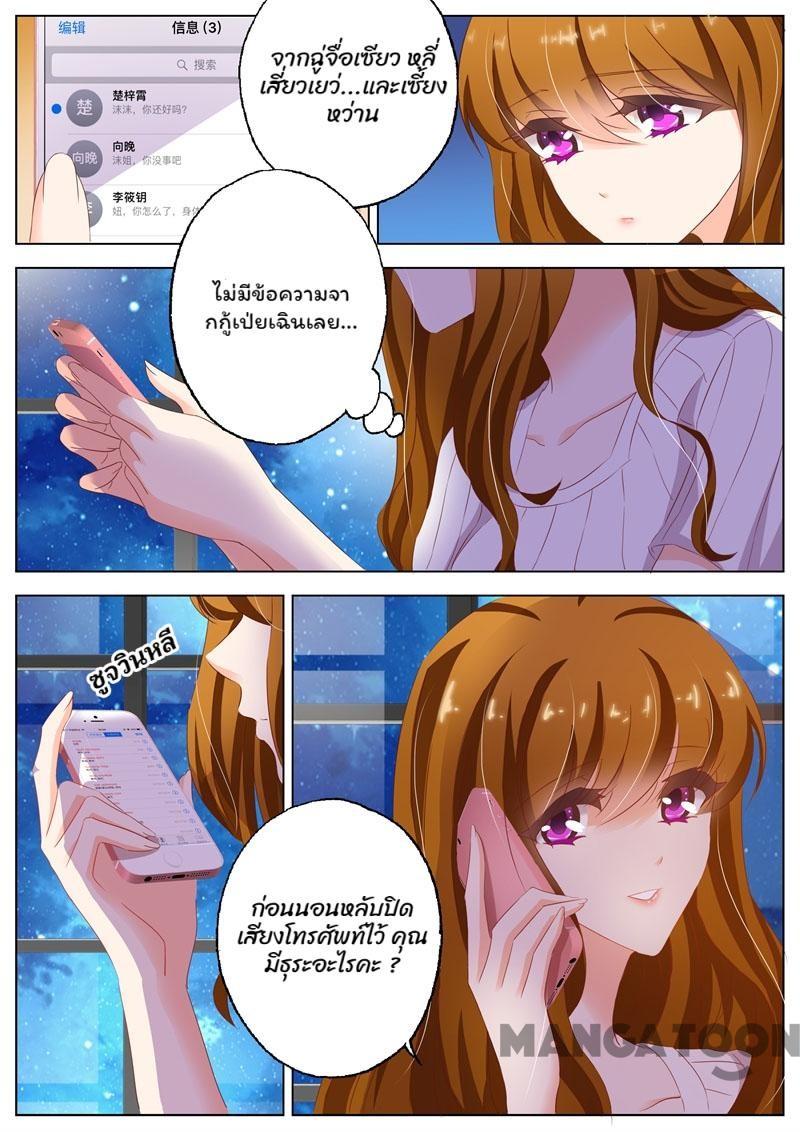 编辑
信息 (3)
搜索
楚
楚梓霄
沫沫，你还好吗?
向晚
向晚
沫姐，你没事吧
李筱钥
妞，你怎么了，身体
จากฉู่จื่อเซียว หลี่
เสี่ยวเยว่...และเซี่ยง
หว่าน
ไม่มีข้อความจา
กกู้เป่ยเฉินเลย...
ซูจวินหลี
ก่อนนอนหลับปิด
เสียงโทรศัพท์ไว้ คุณ
มีธุระอะไรคะ ?
MANGATOON